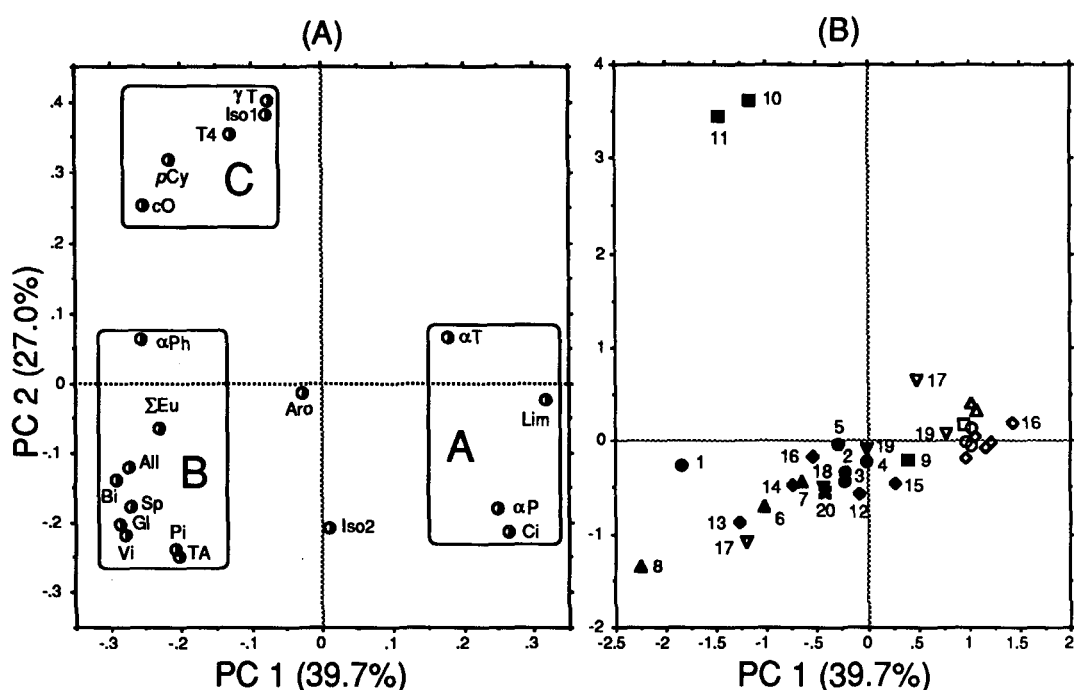 (A)
(B)
PC 2 (27.0%)
.4
.3
.2
.1
0
-.1
-.2
-.3
γ T
Iso1
T4
pCy
cO
C
αPh
ΣEu
All
Bi
B
Sp
Gl
Vi
Pi
TA
Aro
Iso2
αT
Lim
A
αP
Ci
-.3 -.2 -.1 0 .1 .2 .3
PC 1 (39.7%)
4
3
2
1
0
-1
-2
10
11
17
16
19
5
19
1
16
2
18
4
9
14
3
7
15
20
12
6
13
17
8
-2.5 -2 -1.5 -1 -.5 0 .5 1 1.5 2
PC 1 (39.7%)